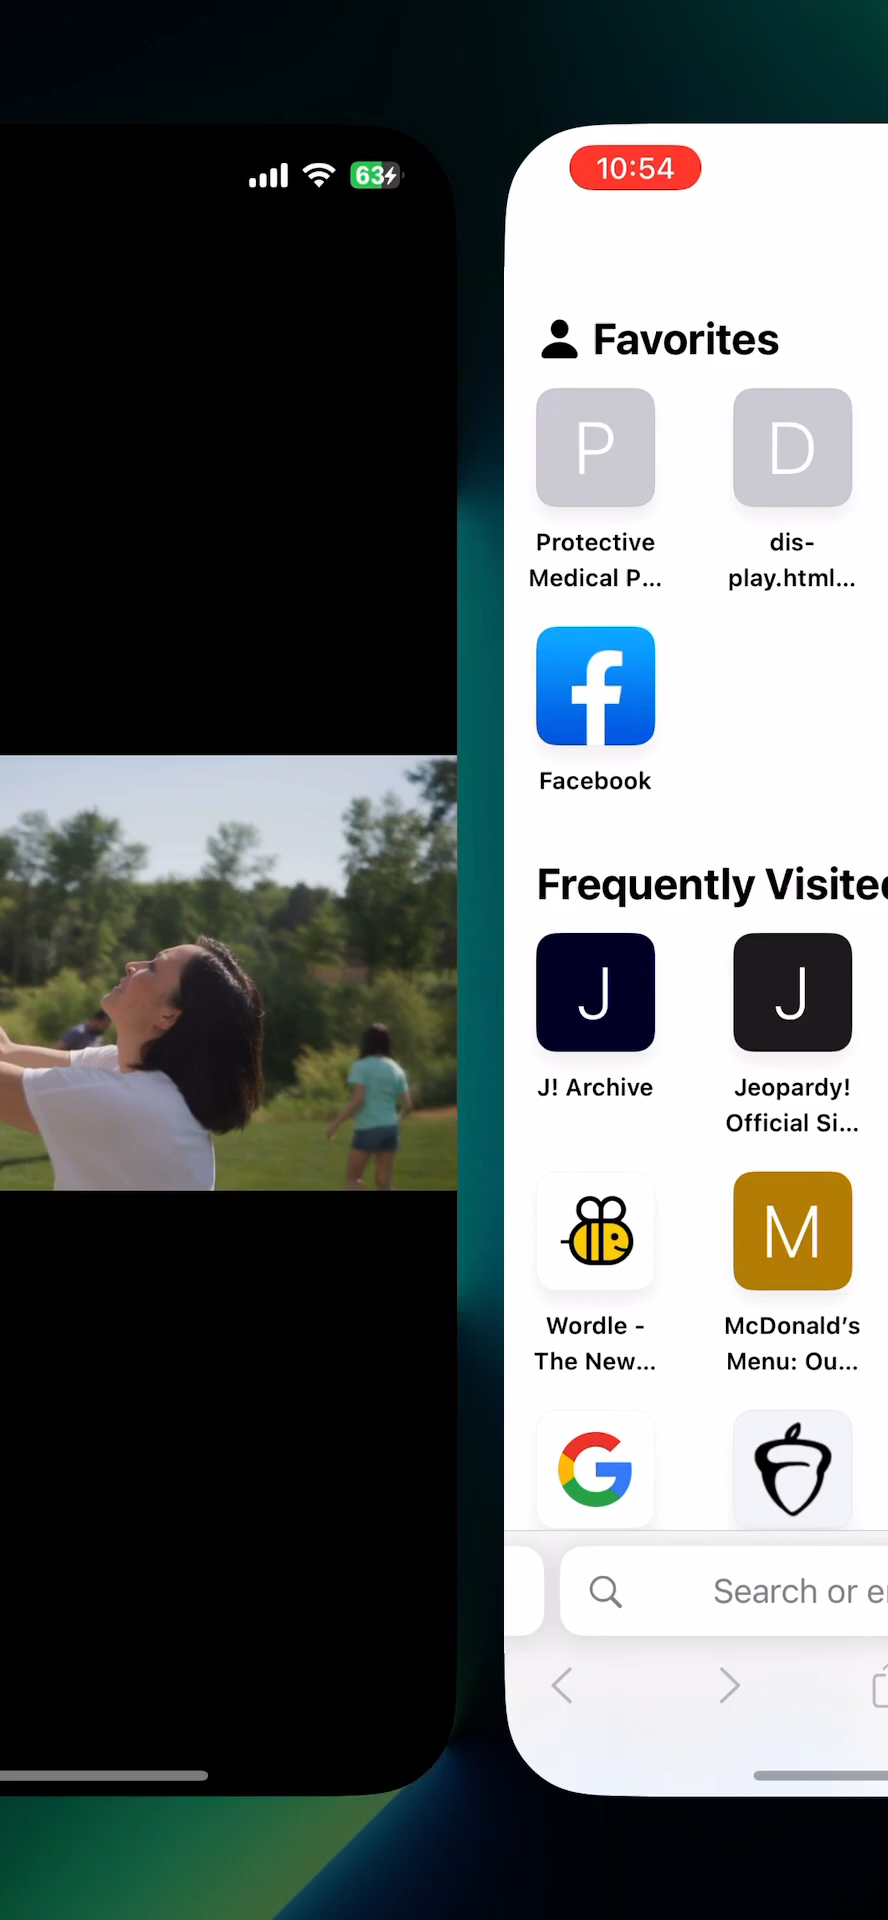 63
10:54
Favorites
P
D
Protective
Medical P...
dis-
play.html...
Facebook
Frequently Visited
J
J
J! Archive
Jeopardy!
Official Si...
M
Wordle -
The New...
McDonald's
Menu: Ou...
G
Search or e